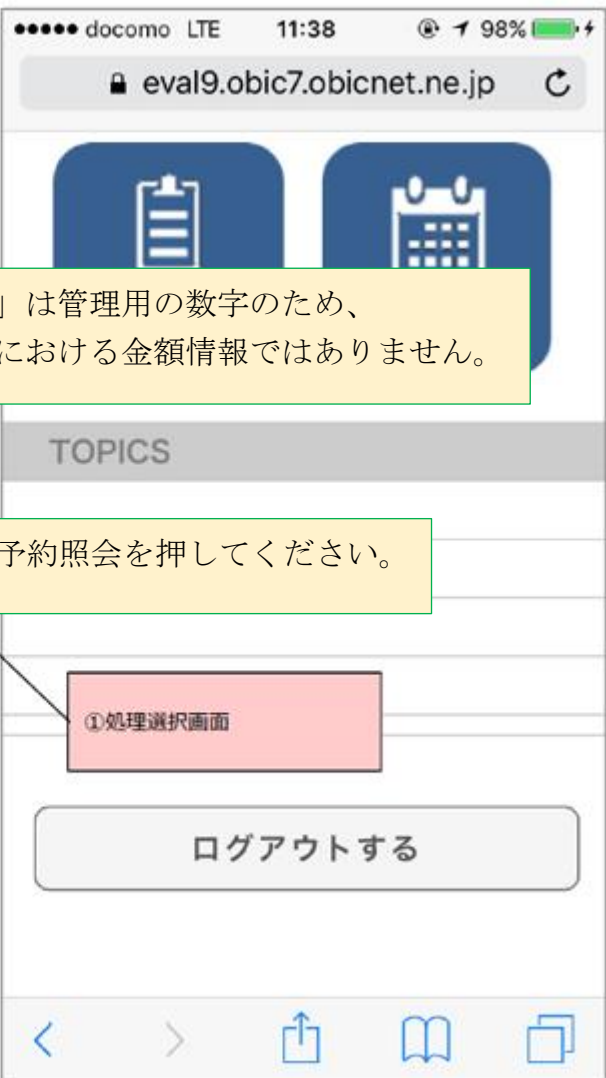 docomo LTE 11:38 98%
eval9.obic7.obicnet.ne.jp
」は管理用の数字のため、
における金額情報ではありません。
TOPICS
予約照会を押してください。
①処理選択画面
ログアウトする